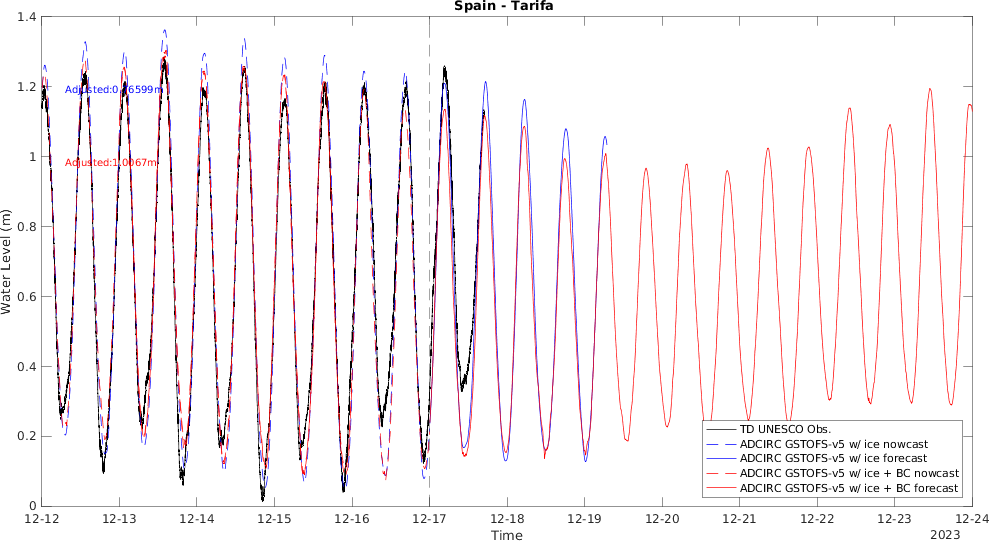 Spain - Tarifa
1.4
1.2
1
0.8
0.6
0.4
0.2
0
Water Level (m)
Adjusted:0.76599m
Adjusted:1.0067m
TD UNESCO Obs.
ADCIRC GSTOFS-v5 w/ ice nowcast
ADCIRC GSTOFS-v5 w/ ice forecast
ADCIRC GSTOFS-v5 w/ ice + BC nowcast
ADCIRC GSTOFS-v5 w/ ice + BC forecast
12-12 12-13 12-14 12-15 12-16 12-17 12-18 12-19 12-20 12-21 12-22 12-23 12-24
Time
2023